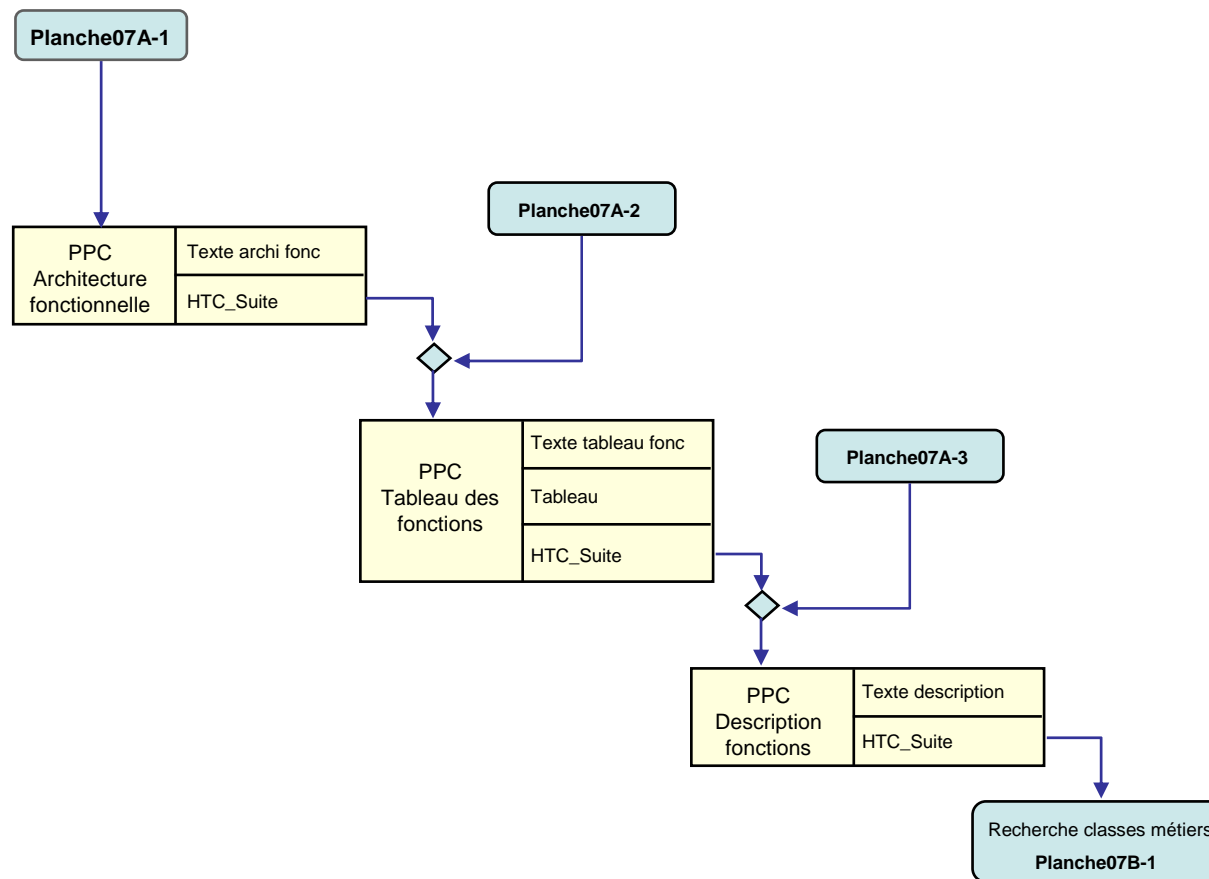 Planche07A-1
Planche07A-2
PPC
Architecture
fonctionnelle
Texte archi fonc
HTC_Suite
PPC
Tableau des
fonctions
Texte tableau fonc
Tableau
HTC_Suite
Planche07A-3
PPC
Description
fonctions
Texte description
HTC_Suite
Recherche classes métiers
Planche07B-1